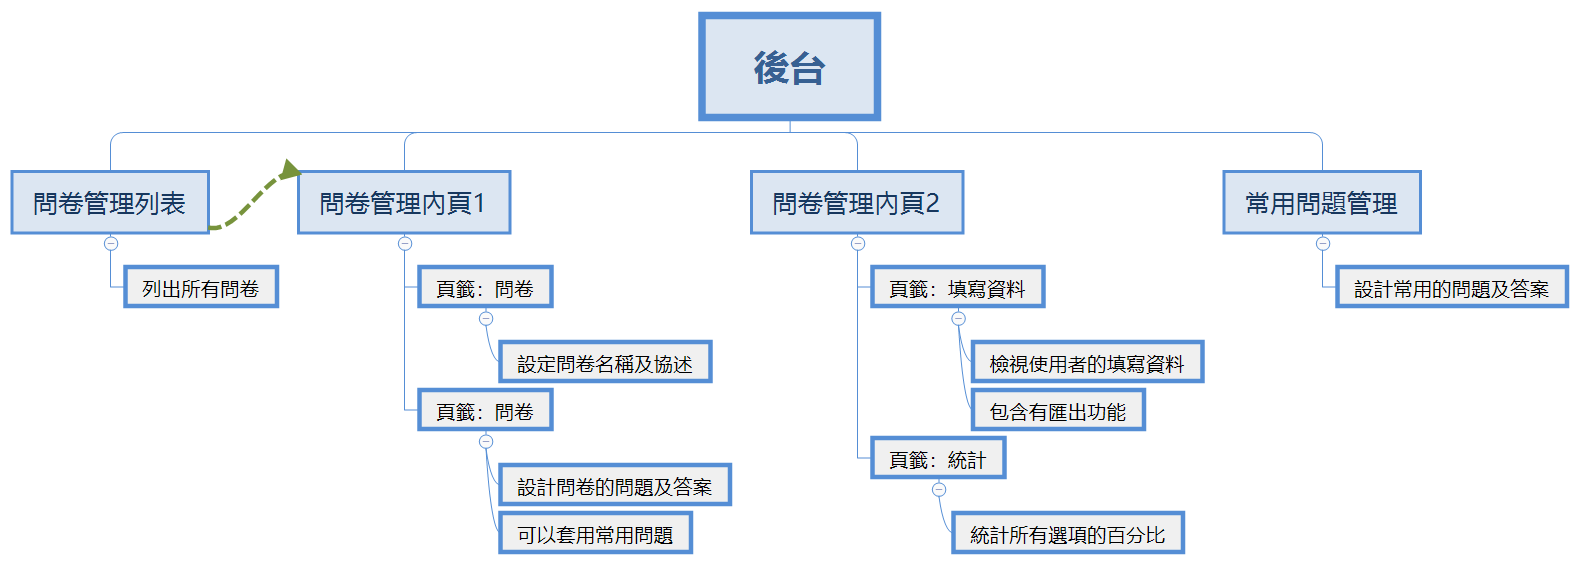 後台
問卷管理列表
問卷管理內頁1
問卷管理內頁2
常用問題管理
列出所有問卷
頁籤：問卷
設定問卷名稱及協述
頁籤：問卷
設計問卷的問題及答案
可以套用常用問題
頁籤：填寫資料
檢視使用者的填寫資料
包含有匯出功能
頁籤：統計
統計所有選項的百分比
設計常用的問題及答案